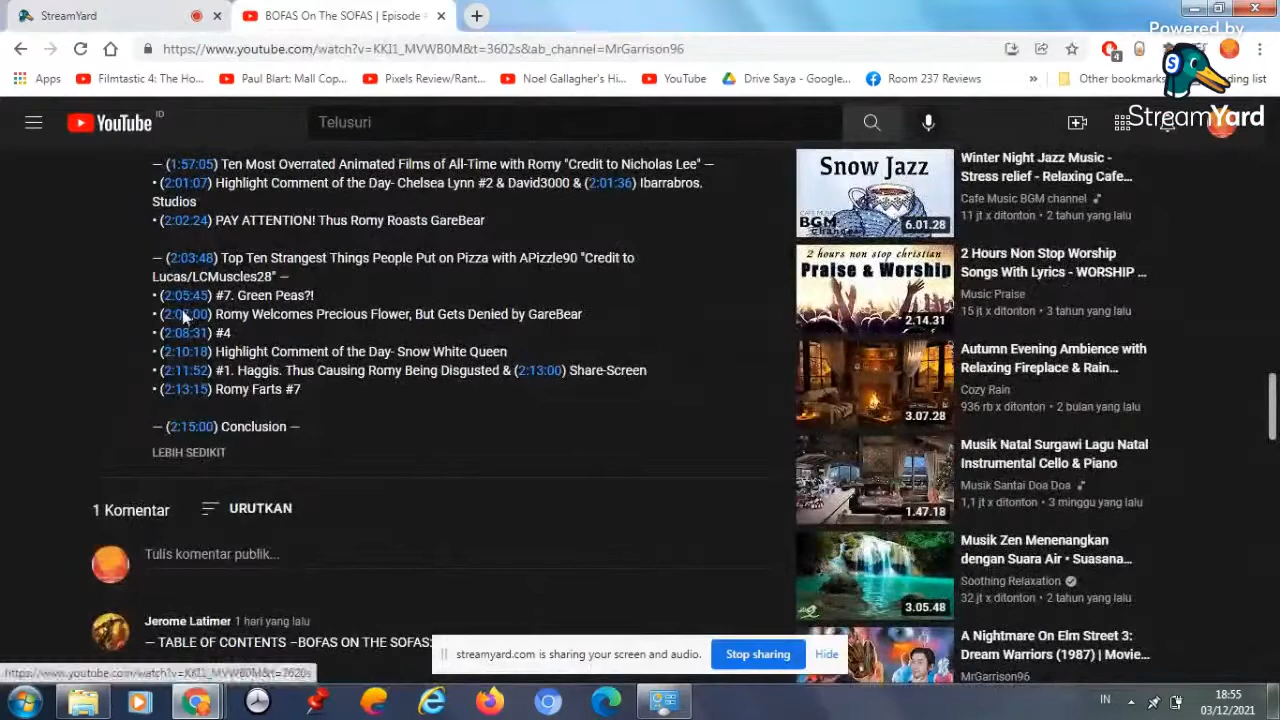 StreamYard
BOFAS On The SOFAS | Episode
Powered by
https://www.youtube.com/watch?v=KKI1_MVWB0M&t=3602s&ab_channel=MrGarrison96
4
Apps
Filmtastic 4: The Ho...
Paul Blart: Mall Cop...
Pixels Review/Rant...
Noel Gallagher's Hi...
YouTube
Drive Saya - Google...
Room 237 Reviews
»
Other bookmarks
ding list
StreamYard
YouTube ID
Telusuri
— (1:57:05) Ten Most Overrated Animated Films of All-Time with Romy "Credit to Nicholas Lee" —
• (2:01:07) Highlight Comment of the Day- Chelsea Lynn #2 & David3000 & (2:01:36) Ibarrabros.
Studios
• (2:02:24) PAY ATTENTION! Thus Romy Roasts GareBear
— (2:03:48) Top Ten Strangest Things People Put on Pizza with APizzle90 "Credit to
Lucas/LCMuscles28" —
• (2:05:45) #7. Green Peas?!
Romy Welcomes Precious Flower, But Gets Denied by GareBear
• (2:08:31) #4
• (2:10:18) Highlight Comment of the Day- Snow White Queen
• (2:11:52) #1. Haggis. Thus Causing Romy Being Disgusted & (2:13:00) Share-Screen
• (2:13:15) Romy Farts #7
— (2:15:00) Conclusion —
LEBIH SEDIKIT
1 Komentar
URUTKAN
Tulis komentar publik...
Jerome Latimer 1 hari yang lalu
— TABLE OF CONTENTS –BOFAS ON THE SOFAS:
Snow Jazz
BGM
6.01.28
Winter Night Jazz Music -
Stress relief - Relaxing Cafe...
Cafe Music BGM channel
11 jt x ditonton • 2 tahun yang lalu
2 hours non stop christian
Praise & Worship
2.14.31
2 Hours Non Stop Worship
Songs With Lyrics - WORSHIP ...
Music Praise
15 jt x ditonton • 3 tahun yang lalu
3.07.28
Autumn Evening Ambience with
Relaxing Fireplace & Rain...
Cozy Rain
936 rb x ditonton • 2 bulan yang lalu
1.47.18
Musik Natal Surgawi Lagu Natal
Instrumental Cello & Piano
Musik Santai Doa Doa
1,1 jt x ditonton • 3 minggu yang lalu
3.05.48
Musik Zen Menenangkan
dengan Suara Air • Suasana...
Soothing Relaxation
32 jt x ditonton • 2 tahun yang lalu
A Nightmare On Elm Street 3:
Dream Warriors (1987) | Movie...
MrGarrison96
streamyard.com is sharing your screen and audio.
Stop sharing
Hide
https://www.youtube.com/watch?v=KKI1_MVWB0M&t=7620s
IN
18:55
03/12/2021